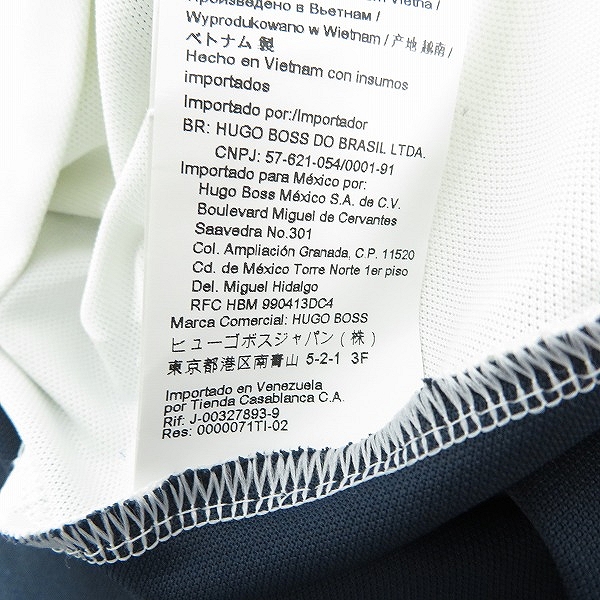 Vietna /
Произведено в Вьетнам /
Wyprodukowano w Wietnam / 产地 越南 /
ベトナム 製
Hecho en Vietnam con insumos
importados
Importado por:/Importador
BR: HUGO BOSS DO BRASIL LTDA.
CNPJ: 57-621-054/0001-91
Importado para México por:
Hugo Boss México S.A. de C.V.
Boulevard Miguel de Cervantes
Saavedra No.301
Col. Ampliación Granada, C.P. 11520
Cd. de México Torre Norte 1er piso
Del. Miguel Hidalgo
RFC HBM 990413DC4
Marca Comercial: HUGO BOSS
ヒューゴボスジャパン (株)
東京都港区南青山 5-2-1 3F
Importado en Venezuela
por Tienda Casablanca C.A.
Rif: J-00327893-9
Res: 0000071TI-02